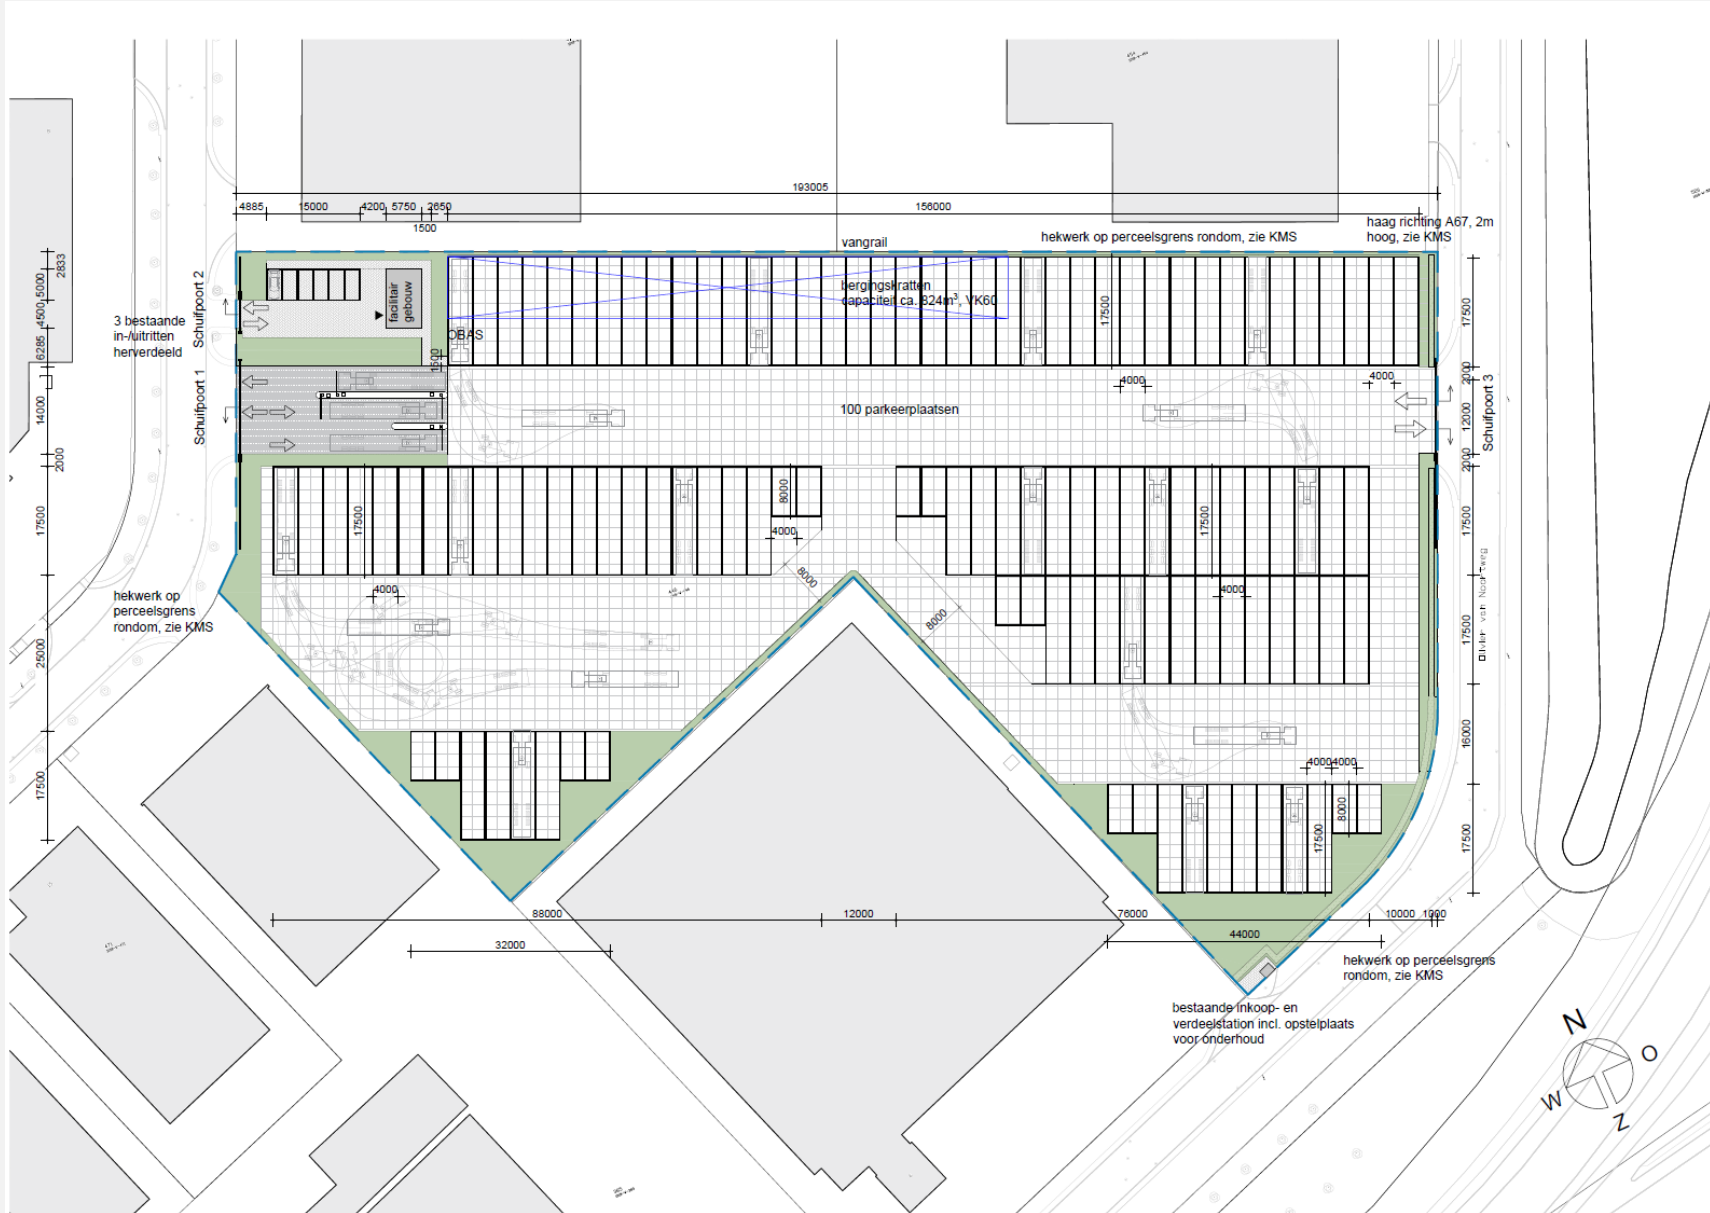 193005
4885
15000
4200
5750
2650
156000
1500
haag richting A67, 2m
hoog, zie KMS
vangrail
hekwerk op perceelsgrens rondom, zie KMS
2833
5000
4500
6285
14000
2000
17500
25000
17500
Schuifpoort 2
Schuifpoort 1
3 bestaande
in-/uitritten
herverdeeld
facilitair
gebouw
OBAS
1500
bergingskratten
capaciteit ca. 824m³, VK60
17500
4000
4000
100 parkeerplaatsen
17500
2000
12000
2000
17500
17500
16000
17500
Schuifpoort 3
17500
8000
4000
17500
4000
8000
8000
4000
hekwerk op
perceelsgrens
rondom, zie KMS
4000
4000
17500
8000
88000
12000
76000
10000
1000
32000
44000
hekwerk op perceelsgrens
rondom, zie KMS
bestaande inkoop- en
verdeelstation incl. opstelplaats
voor onderhoud
N
O
W
Z